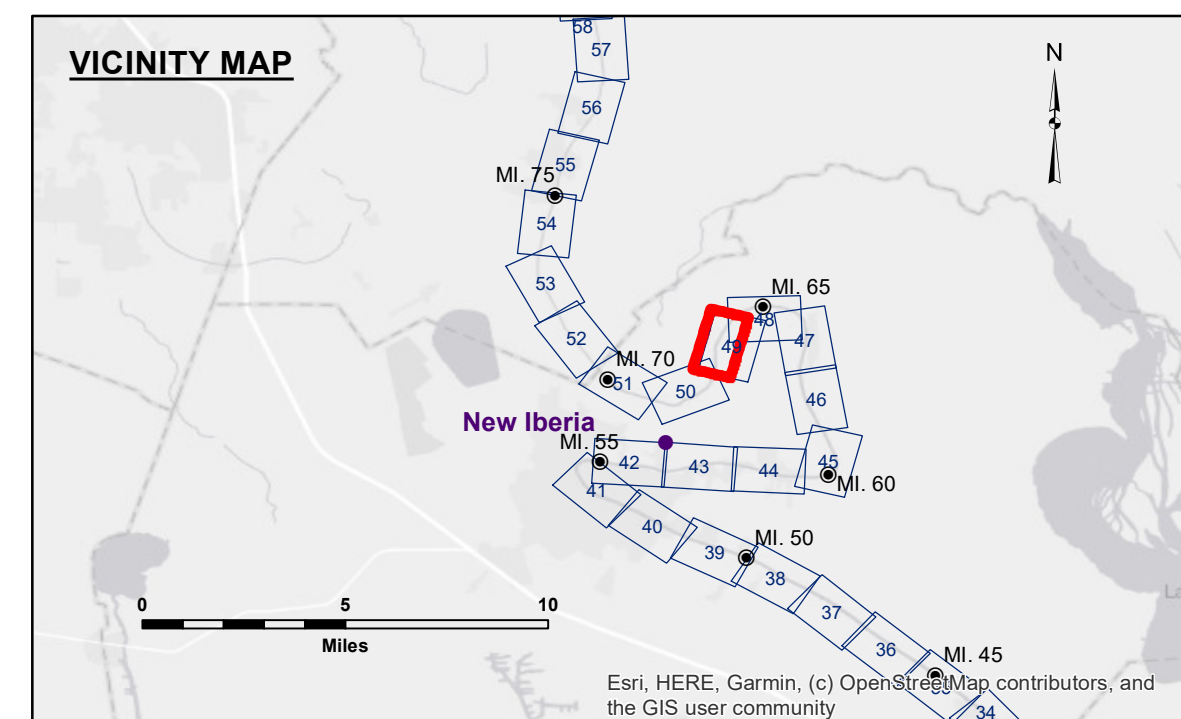 VICINITY MAP
N
58
57
56
55
MI. 75
54
53
MI. 65
48
52
49
47
MI. 70
51
50
46
New Iberia
MI. 55
42
43
44
45
MI. 60
41
40
39
MI. 50
38
37
0 5 10
Miles
36
MI. 45
34
Esri, HERE, Garmin, (c) OpenStreetMap contributors, and
the GIS user community